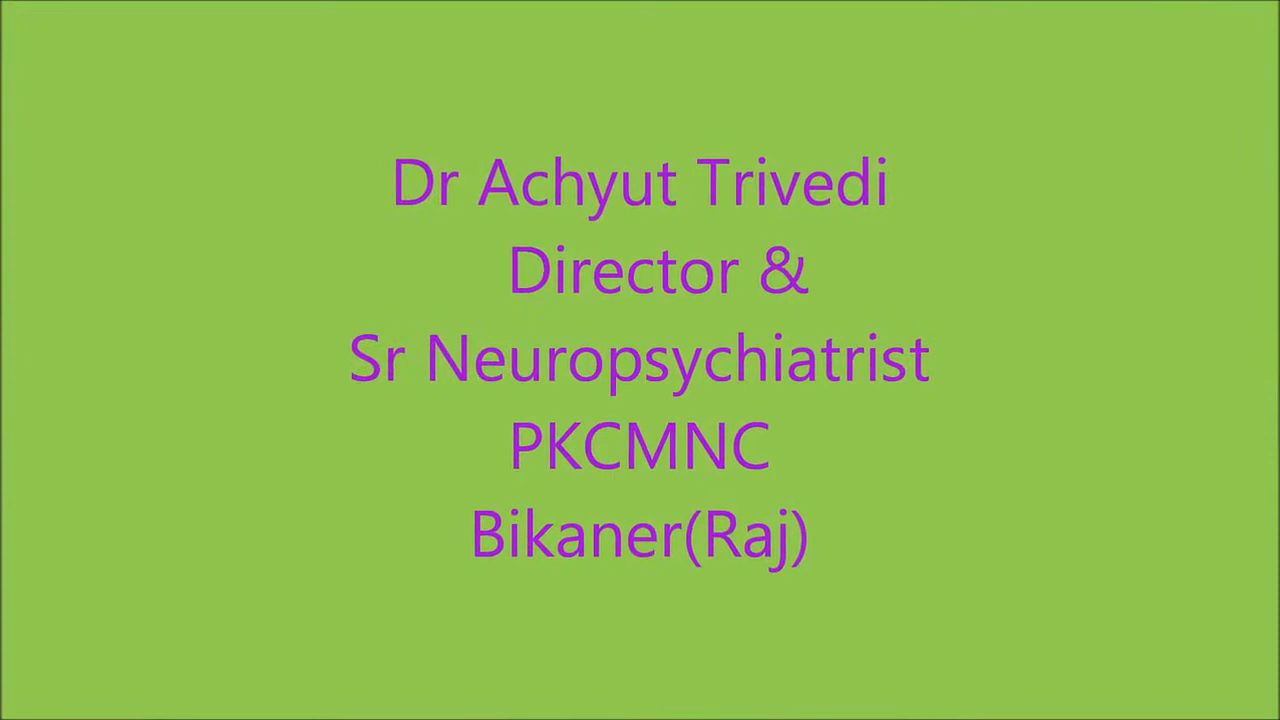 Dr Achyut Trivedi
Director &
Sr Neuropsychiatrist
PKCMNC
Bikaner(Raj)